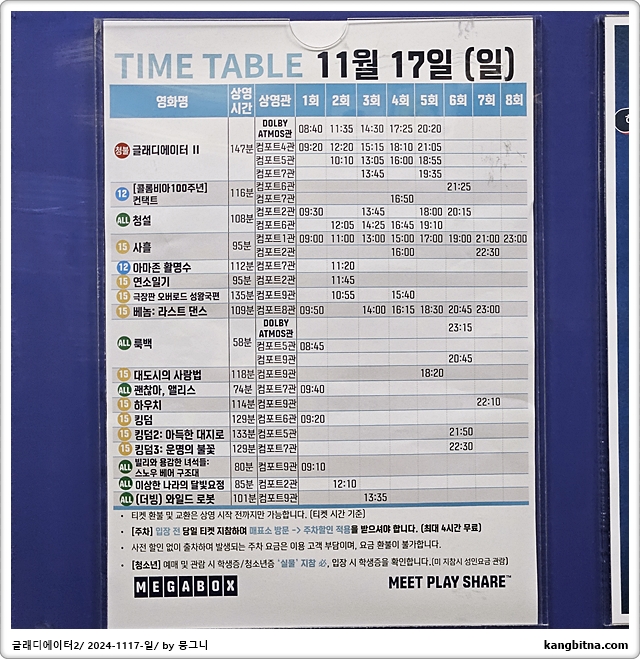 TIME TABLE 11월 17일 (일)
영화명 상영시간 상영관 1회 2회 3회 4회 5회 6회 7회 8회
청불 글래디에이터 II 147분 DOLBY ATMOS관 08:40 11:35 14:30 17:25 20:20
컴포트4관 09:20 12:20 15:15 18:10 21:05
컴포트5관 10:10 13:05 16:00 18:55
컴포트7관 13:45 19:35
12 [콜롬비아100주년] 컨택트 116분 컴포트6관 21:25
컴포트7관 16:50
ALL 청설 108분 컴포트2관 09:30 13:45 18:00 20:15
컴포트6관 12:05 14:25 16:45 19:10
15 사흘 95분 컴포트1관 09:00 11:00 13:00 15:00 17:00 19:00 21:00 23:00
컴포트2관 16:00 22:30
12 아마존 활명수 112분 컴포트7관 11:20
15 연소일기 95분 컴포트2관 11:45
15 극장판 오버로드 성왕국편 135분 컴포트9관 10:55 15:40
15 베놈: 라스트 댄스 109분 컴포트8관 09:50 14:00 16:15 18:30 20:45 23:00
ALL 룩백 58분 DOLBY ATMOS관 23:15
컴포트5관 08:45
컴포트9관 20:45
15 대도시의 사랑법 118분 컴포트9관 18:20
ALL 괜찮아, 앨리스 74분 컴포트7관 09:40
15 하우치 114분 컴포트9관 22:10
15 킹덤 129분 컴포트6관 09:20
15 킹덤2: 아득한 대지로 133분 컴포트5관 21:50
15 킹덤3: 운명의 불꽃 129분 컴포트7관 22:30
ALL 빌리와 용감한 녀석들: 스노우 베어 구조대 80분 컴포트9관 09:10
ALL 이상한 나라의 달빛요정 85분 컴포트2관 12:10
ALL (더빙) 와일드 로봇 101분 컴포트9관 13:35
• 티켓 환불 및 교환은 상영 시작 전까지만 가능합니다. (티켓 시간 기준)
• [주차] 입장 전 당일 티켓 지참하여 매표소 방문 -> 주차할인 적용를 받으셔야 합니다. (최대 4시간 무료)
• 사전 할인 없이 출차하여 발생되는 주차 요금은 이용 고객 부담이며, 요금 환불이 불가합니다.
• [청소년] 예매 및 관람 시 학생증/청소년증 '실물' 지참 必, 입장 시 학생증을 확인합니다.(미 지참시 성인요금 관람)
MEGABOX MEET PLAY SHARE™
글래디에이터2/ 2024-1117-일/ by 뭉그니
kangbitna.com